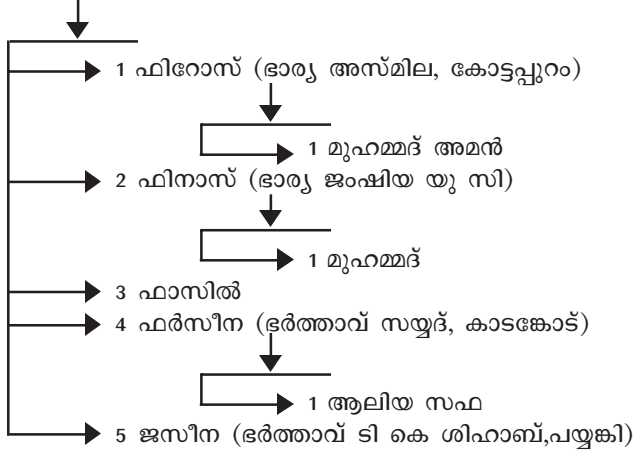 1 ഫിറോസ് (ഭാര്യ അസ്മില, കോട്ടപ്പുറം)
1 മുഹമ്മദ് അമൻ
2 ഫിനാസ് (ഭാര്യ ജംഷിയ യു സി)
1 മുഹമ്മദ്
3 ഫാസിൽ
4 ഫർസീന (ഭർത്താവ് സയ്യദ്, കാടങ്കോട്)
1 ആലിയ സഫ
5 ജസീന (ഭർത്താവ് ടി കെ ശിഹാബ്,പയ്യങ്കി)